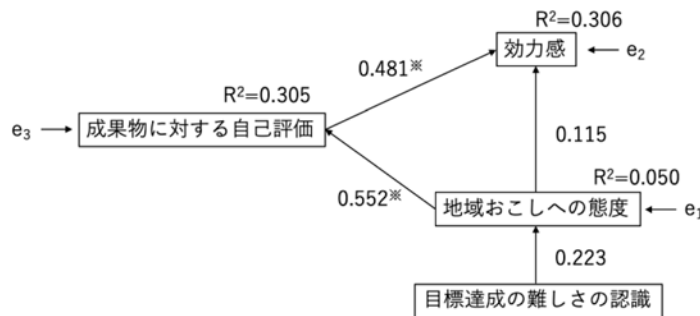 R²=0.306
効力感
e₂
0.481※
R²=0.305
e₃
成果物に対する自己評価
0.115
R²=0.050
0.552※
地域おこしへの態度
e₁
0.223
目標達成の難しさの認識